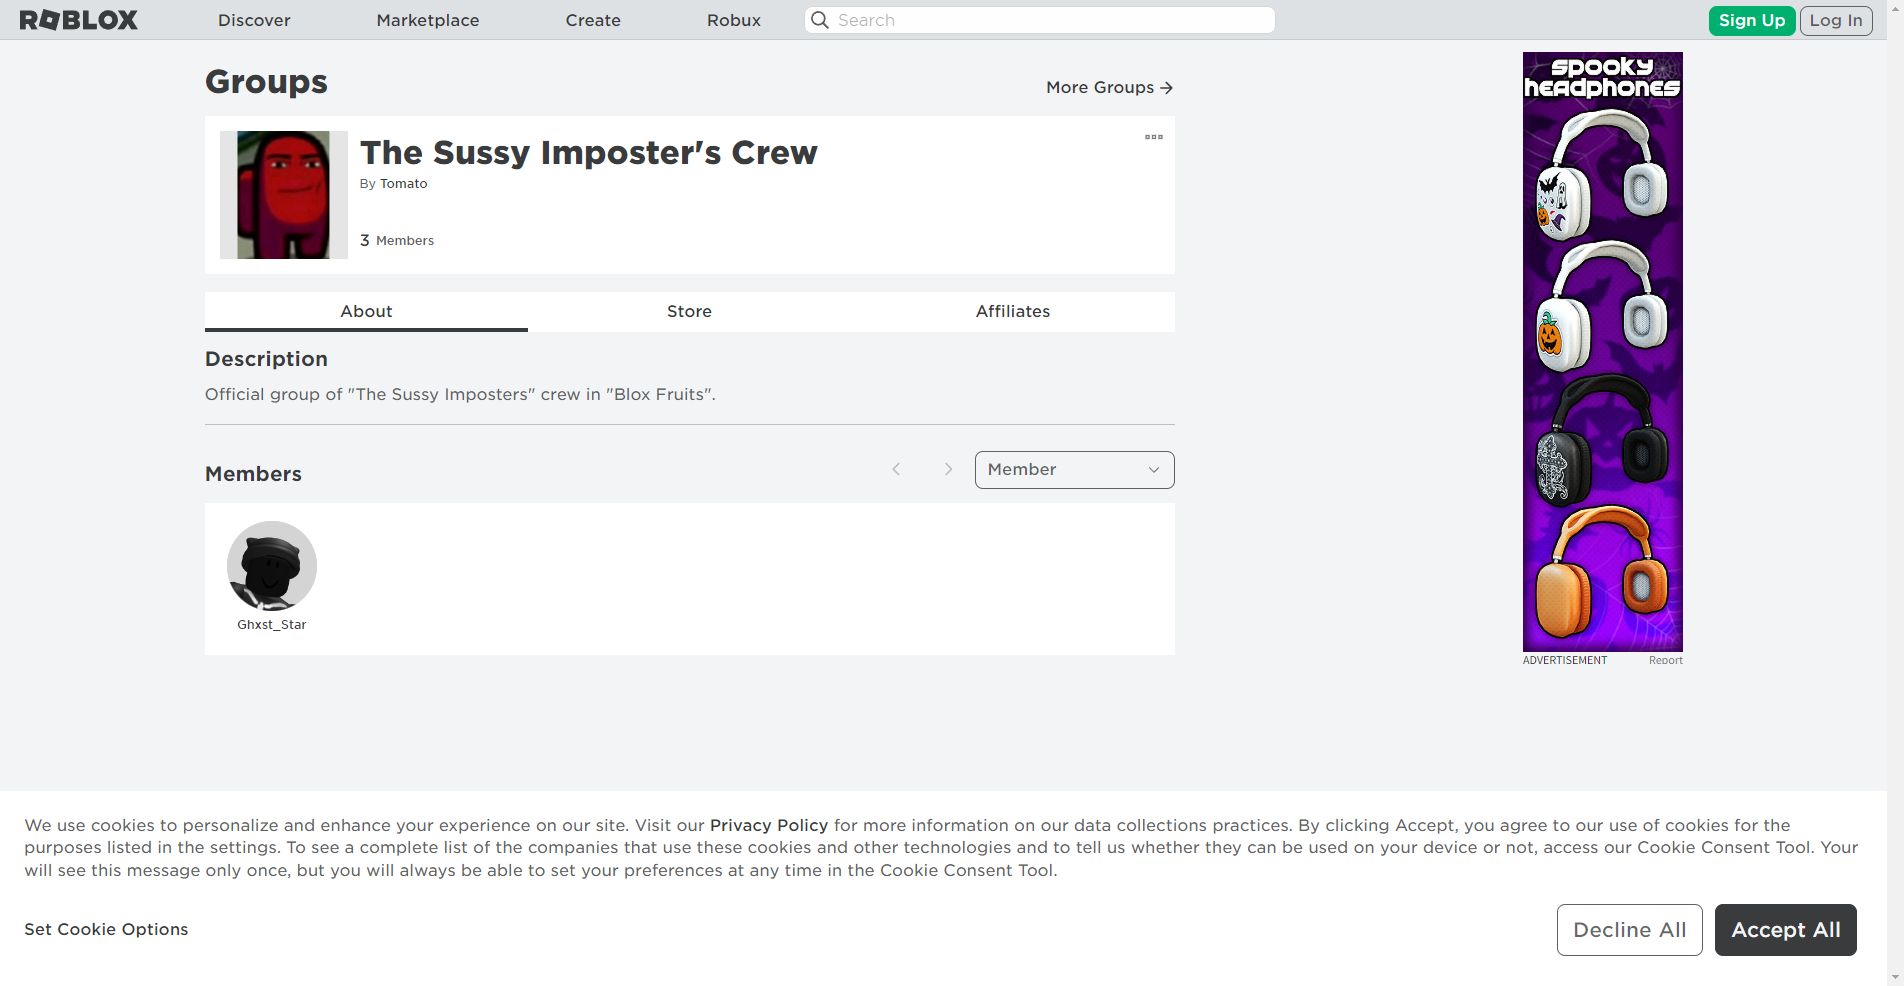 ROBLOX
Discover
Marketplace
Create
Robux
Search
Sign Up
Log In
Groups
More Groups
The Sussy Imposter's Crew
By Tomato
3 Members
About
Store
Affiliates
Description
Official group of "The Sussy Imposters" crew in "Blox Fruits".
Members
Member
Ghxst_Star
spooky
headphones
ADVERTISEMENT
Report
We use cookies to personalize and enhance your experience on our site. Visit our Privacy Policy for more information on our data collections practices. By clicking Accept, you agree to our use of cookies for the
purposes listed in the settings. To see a complete list of the companies that use these cookies and other technologies and to tell us whether they can be used on your device or not, access our Cookie Consent Tool. Your
will see this message only once, but you will always be able to set your preferences at any time in the Cookie Consent Tool.
Set Cookie Options
Decline All
Accept All